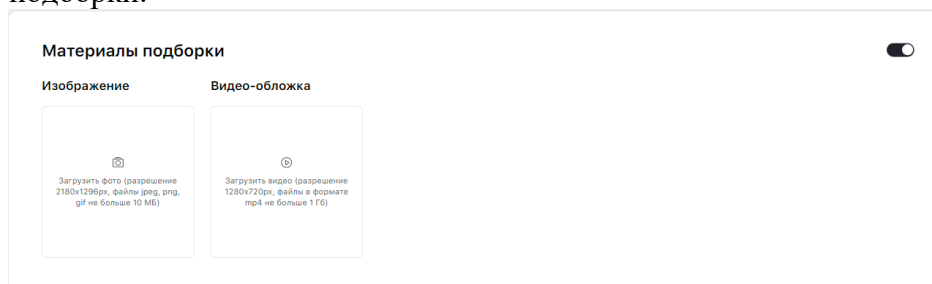 подборки.
Материалы подборки
Изображение
Видео-обложка
Загрузить фото (разрешение
2180x1296px, файлы jpeg, png,
gif не больше 10 МБ)
Загрузить видео (разрешение
1280x720px, файлы в формате
mp4 не больше 1 Гб)